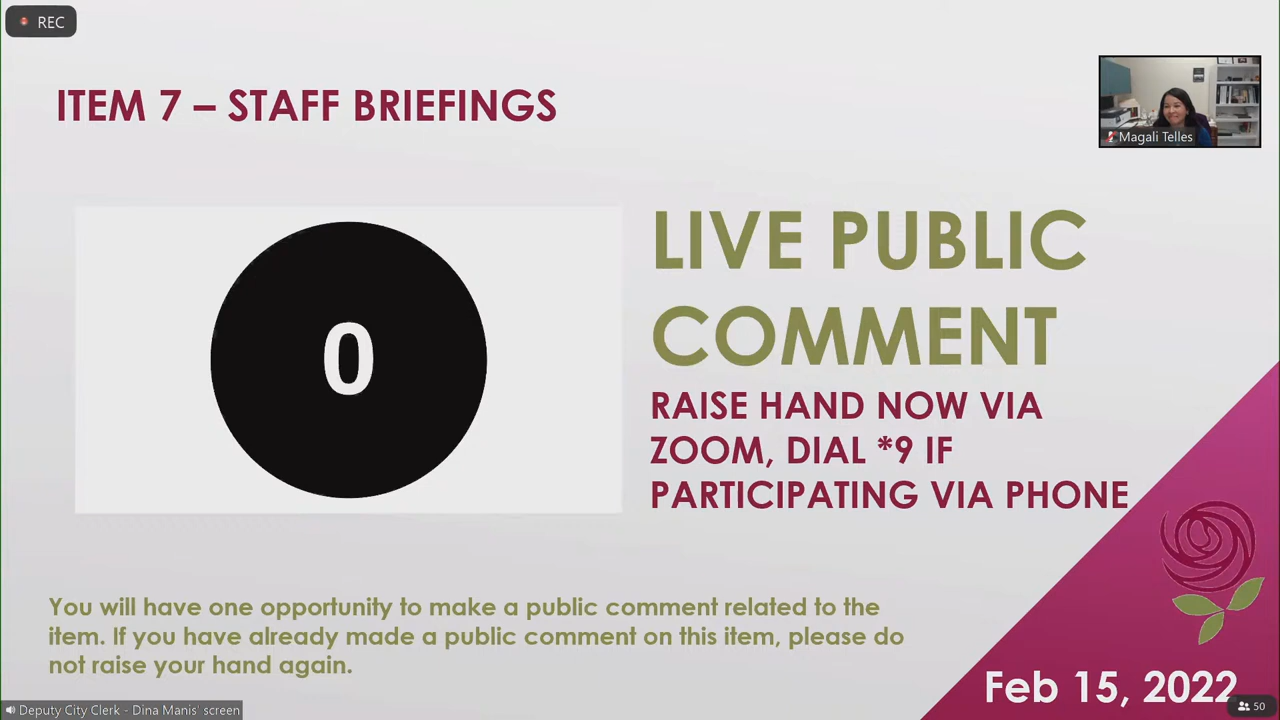 REC
ITEM 7 – STAFF BRIEFINGS
Magali Telles
0
LIVE PUBLIC
COMMENT
RAISE HAND NOW VIA
ZOOM, DIAL *9 IF
PARTICIPATING VIA PHONE
You will have one opportunity to make a public comment related to the
item. If you have already made a public comment on this item, please do
not raise your hand again.
Feb 15, 2022
Deputy City Clerk - Dina Manis' screen
50